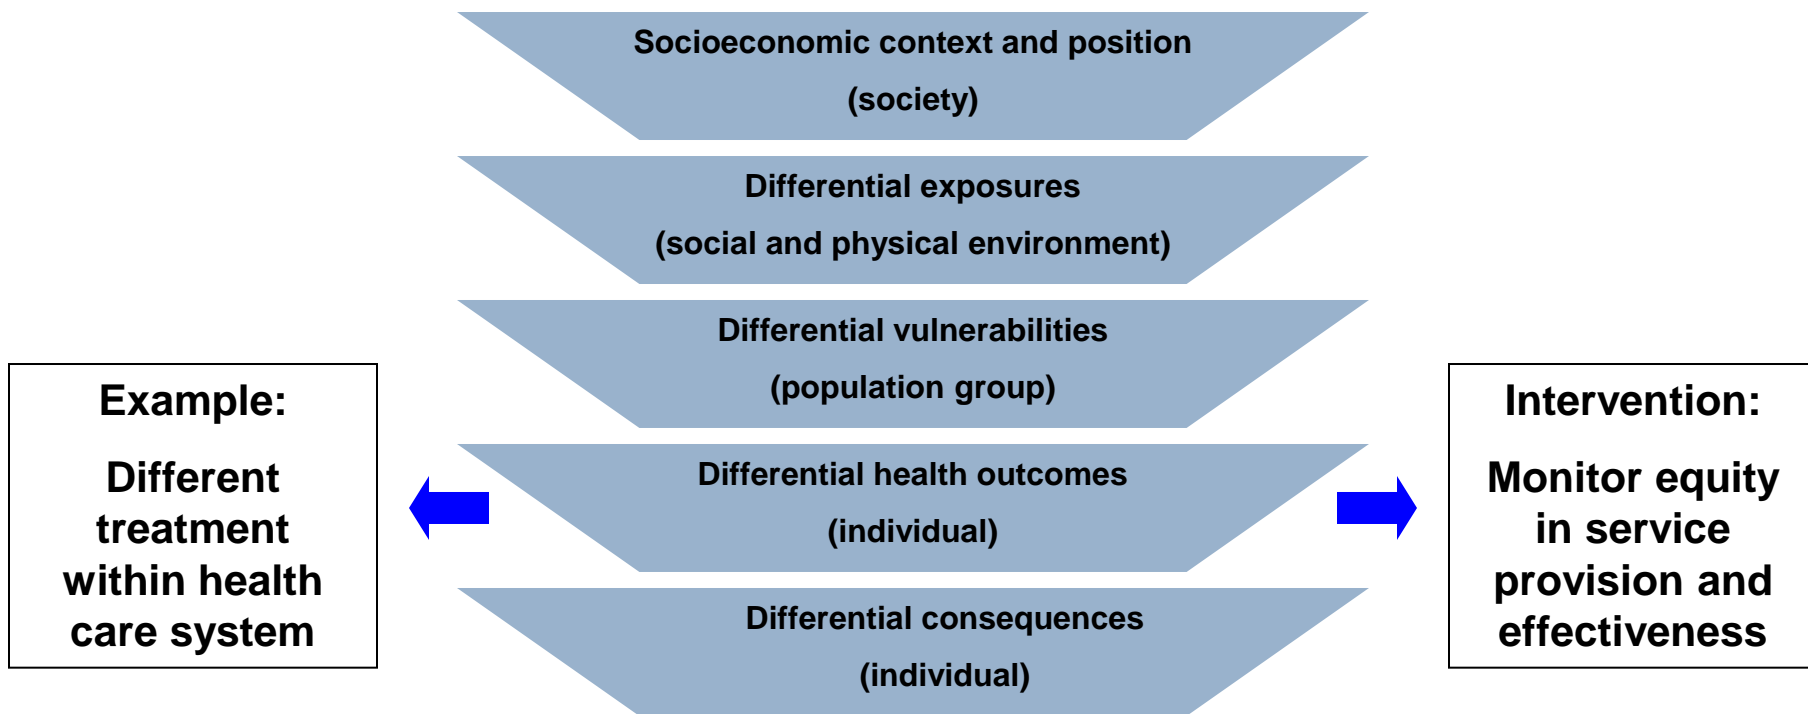 Socioeconomic context and position
(society)
Differential exposures
(social and physical environment)
Differential vulnerabilities
(population group)
Differential health outcomes
(individual)
Differential consequences
(individual)
Example:
Different
treatment
within health
care system
Intervention:
Monitor equity
in service
provision and
effectiveness